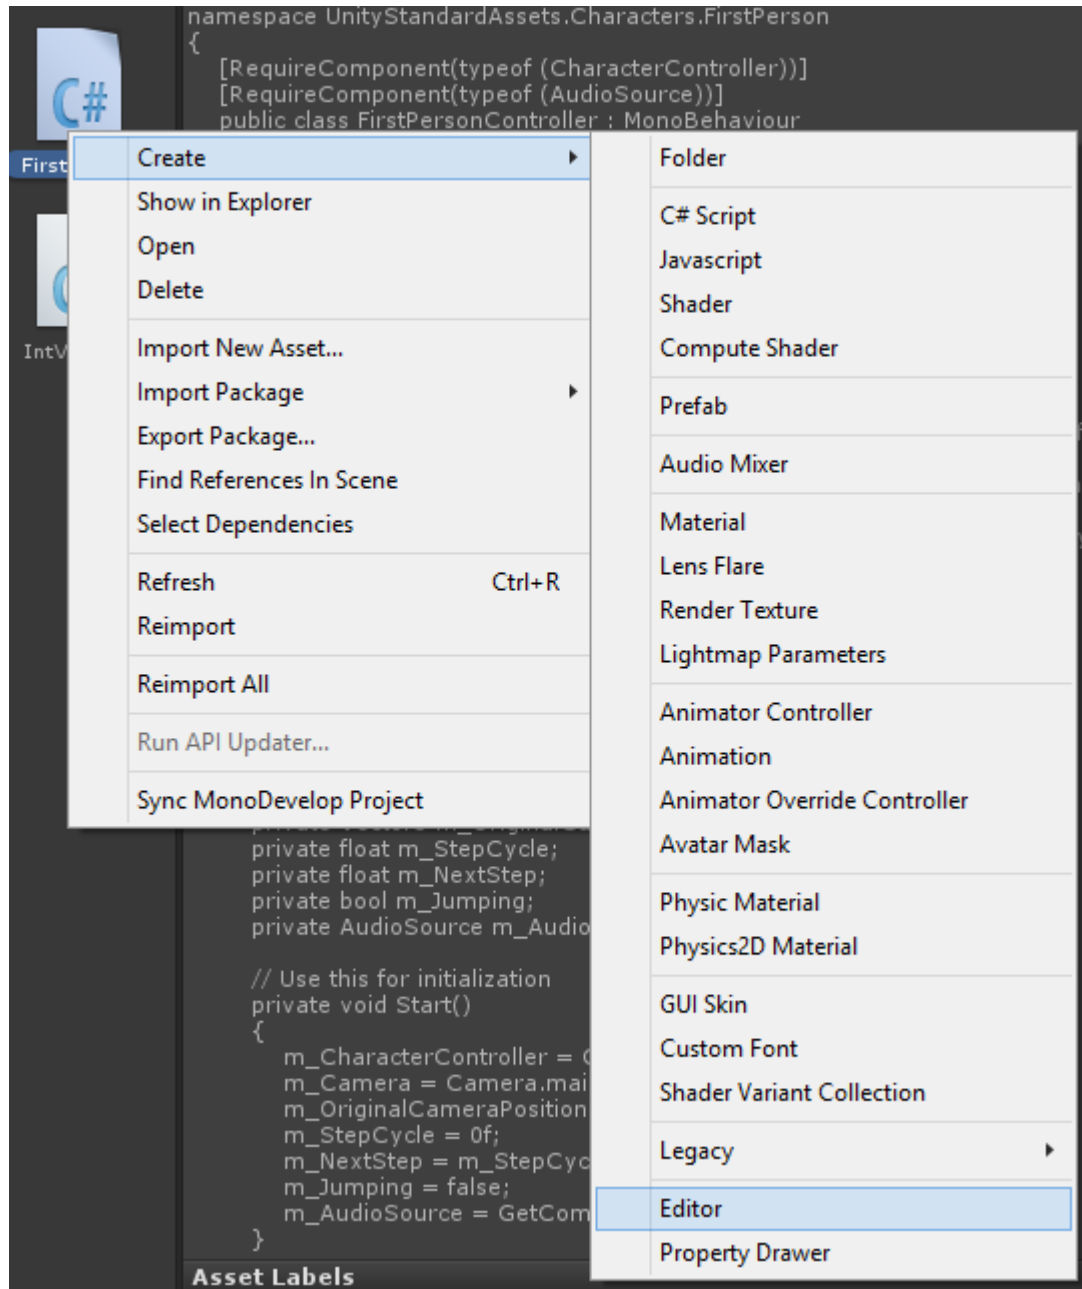 namespace UnityStandardAssets.Characters.FirstPerson
{
[RequireComponent(typeof (CharacterController))]
[RequireComponent(typeof (AudioSource))]
public class FirstPersonController : MonoBehaviour
C#
First
IntV
Create
Show in Explorer
Open
Delete
Import New Asset...
Import Package
Export Package...
Find References In Scene
Select Dependencies
Refresh Ctrl+R
Reimport
Reimport All
Run API Updater...
Sync MonoDevelop Project
Folder
C# Script
Javascript
Shader
Compute Shader
Prefab
Audio Mixer
Material
Lens Flare
Render Texture
Lightmap Parameters
Animator Controller
Animation
Animator Override Controller
Avatar Mask
Physic Material
Physics2D Material
GUI Skin
Custom Font
Shader Variant Collection
Legacy
Editor
Property Drawer
private float m_StepCycle;
private float m_NextStep;
private bool m_Jumping;
private AudioSource m_Audio
// Use this for initialization
private void Start()
{
m_CharacterController =
m_Camera = Camera.mai
m_OriginalCameraPosition
m_StepCycle = 0f;
m_NextStep = m_StepCyc
m_Jumping = false;
m_AudioSource = GetCom
}
Asset Labels